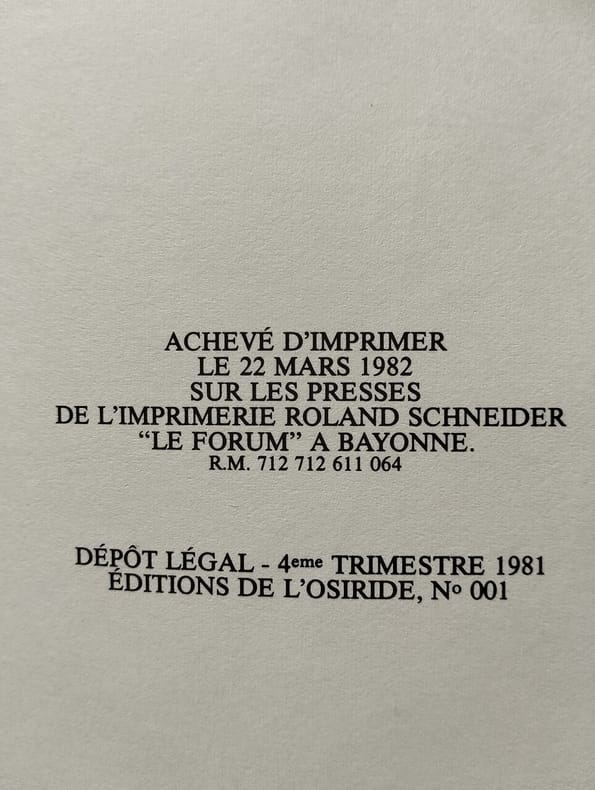 ACHEVÉ D'IMPRIMER
LE 22 MARS 1982
SUR LES PRESSES
DE L'IMPRIMERIE ROLAND SCHNEIDER
“LE FORUM” A BAYONNE.
R.M. 712 712 611 064
DÉPÔT LÉGAL - 4eme TRIMESTRE 1981
ÉDITIONS DE L'OSIRIDE, Nº 001